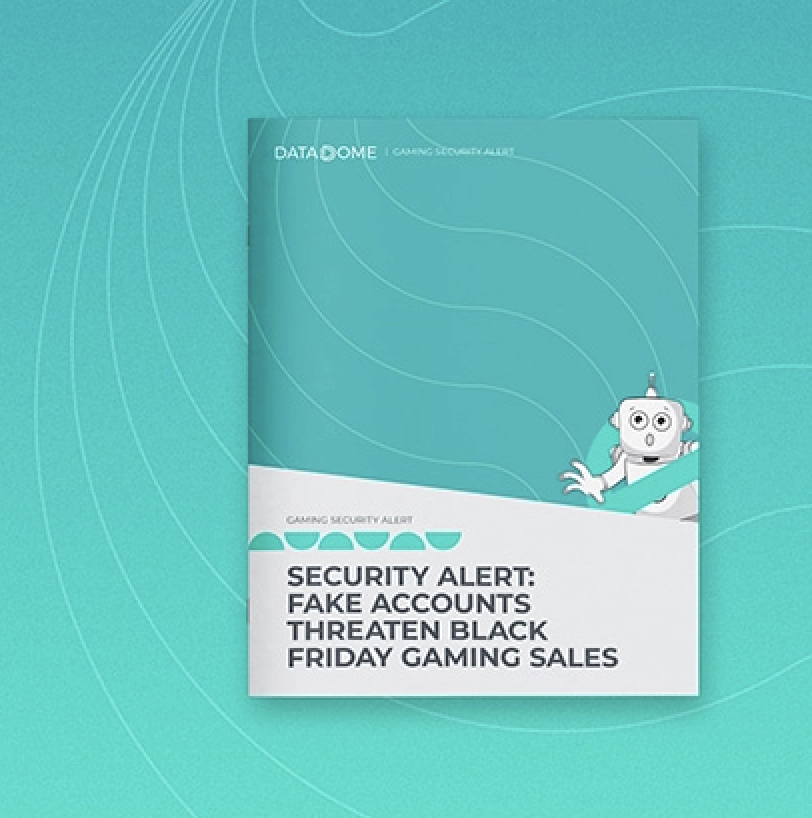 DATADOME | GAMING SECURITY ALERT
GAMING SECURITY ALERT
SECURITY ALERT:
FAKE ACCOUNTS
THREATEN BLACK
FRIDAY GAMING SALES